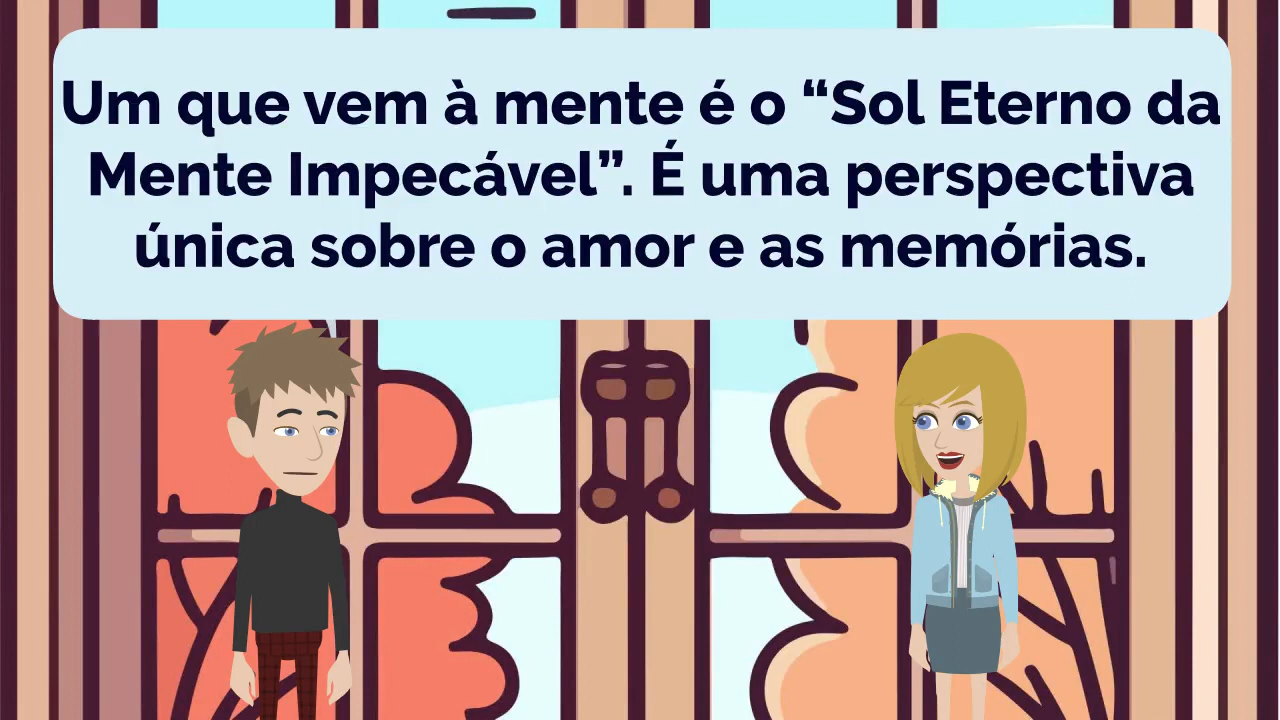 Um que vem à mente é o “Sol Eterno da
Mente Impecável”. É uma perspectiva
única sobre o amor e as memórias.